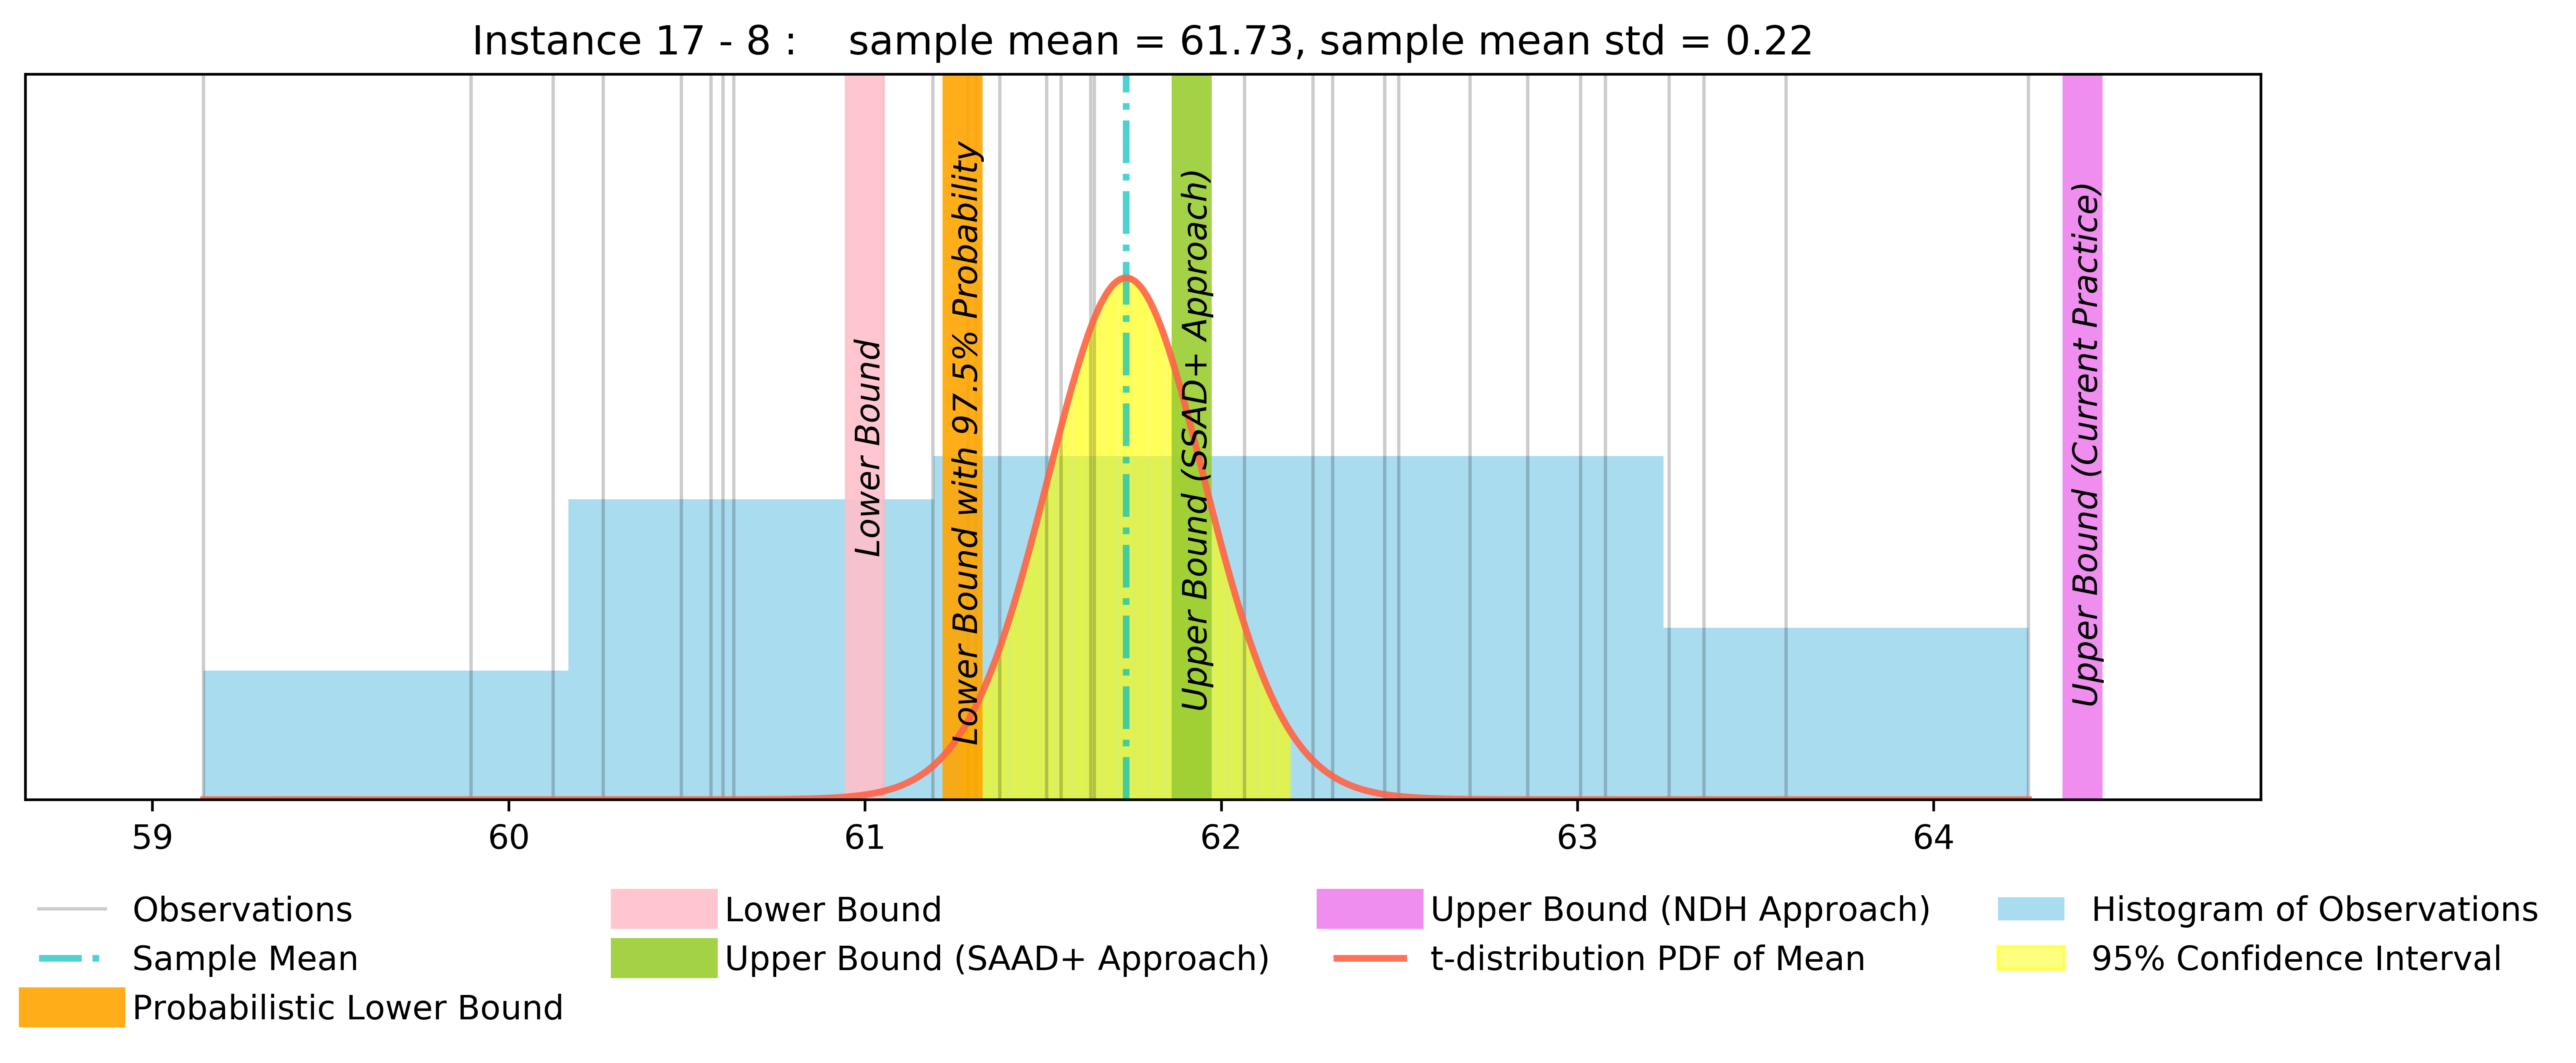 Instance 17 - 8 :    sample mean = 61.73, sample mean std = 0.22
Lower Bound
Lower Bound with 97.5% Probability
Upper Bound (SSAD+ Approach)
Upper Bound (Current Practice)
59 60 61 62 63 64
Observations
Sample Mean
Probabilistic Lower Bound
Lower Bound
Upper Bound (SAAD+ Approach)
Upper Bound (NDH Approach)
t-distribution PDF of Mean
Histogram of Observations
95% Confidence Interval